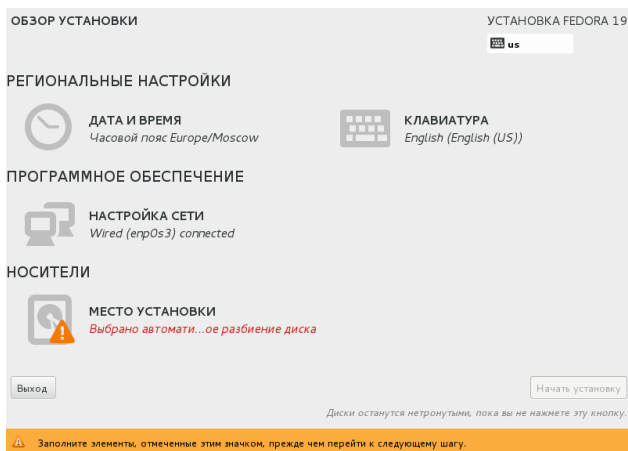 ОБЗОР УСТАНОВКИ
УСТАНОВКА FEDORA 19
us
РЕГИОНАЛЬНЫЕ НАСТРОЙКИ
ДАТА И ВРЕМЯ
Часовой пояс Europe/Moscow
КЛАВИАТУРА
English (English (US))
ПРОГРАММНОЕ ОБЕСПЕЧЕНИЕ
НАСТРОЙКА СЕТИ
Wired (enp0s3) connected
НОСИТЕЛИ
МЕСТО УСТАНОВКИ
Выбрано автомати...ое разбиение диска
Выход
Начать установку
Диски останутся нетронутыми, пока вы не нажмете эту кнопку.
Заполните элементы, отмеченные этим значком, прежде чем перейти к следующему шагу.